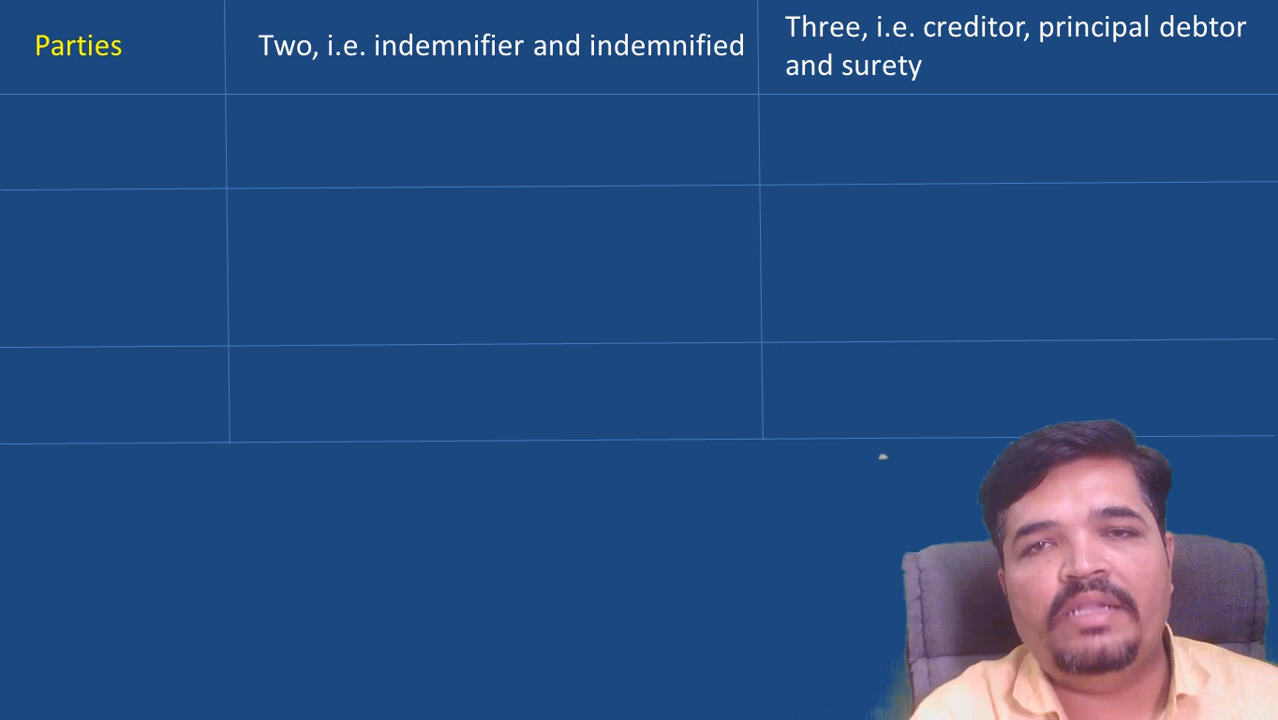 Parties
Two, i.e. indemnifier and indemnified
Three, i.e. creditor, principal debtor
and surety